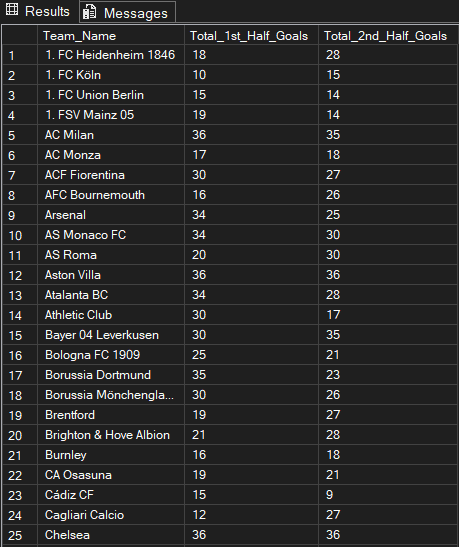 Results Messages
Team_Name Total_1st_Half_Goals Total_2nd_Half_Goals
1 1. FC Heidenheim 1846 18 28
2 1. FC Köln 10 15
3 1. FC Union Berlin 15 14
4 1. FSV Mainz 05 19 14
5 AC Milan 36 35
6 AC Monza 17 18
7 ACF Fiorentina 30 27
8 AFC Bournemouth 16 26
9 Arsenal 34 25
10 AS Monaco FC 34 30
11 AS Roma 20 30
12 Aston Villa 36 36
13 Atalanta BC 34 28
14 Athletic Club 30 17
15 Bayer 04 Leverkusen 30 35
16 Bologna FC 1909 25 21
17 Borussia Dortmund 35 23
18 Borussia Mönchengla... 30 26
19 Brentford 19 27
20 Brighton & Hove Albion 21 28
21 Burnley 16 18
22 CA Osasuna 19 21
23 Cádiz CF 15 9
24 Cagliari Calcio 12 27
25 Chelsea 36 36